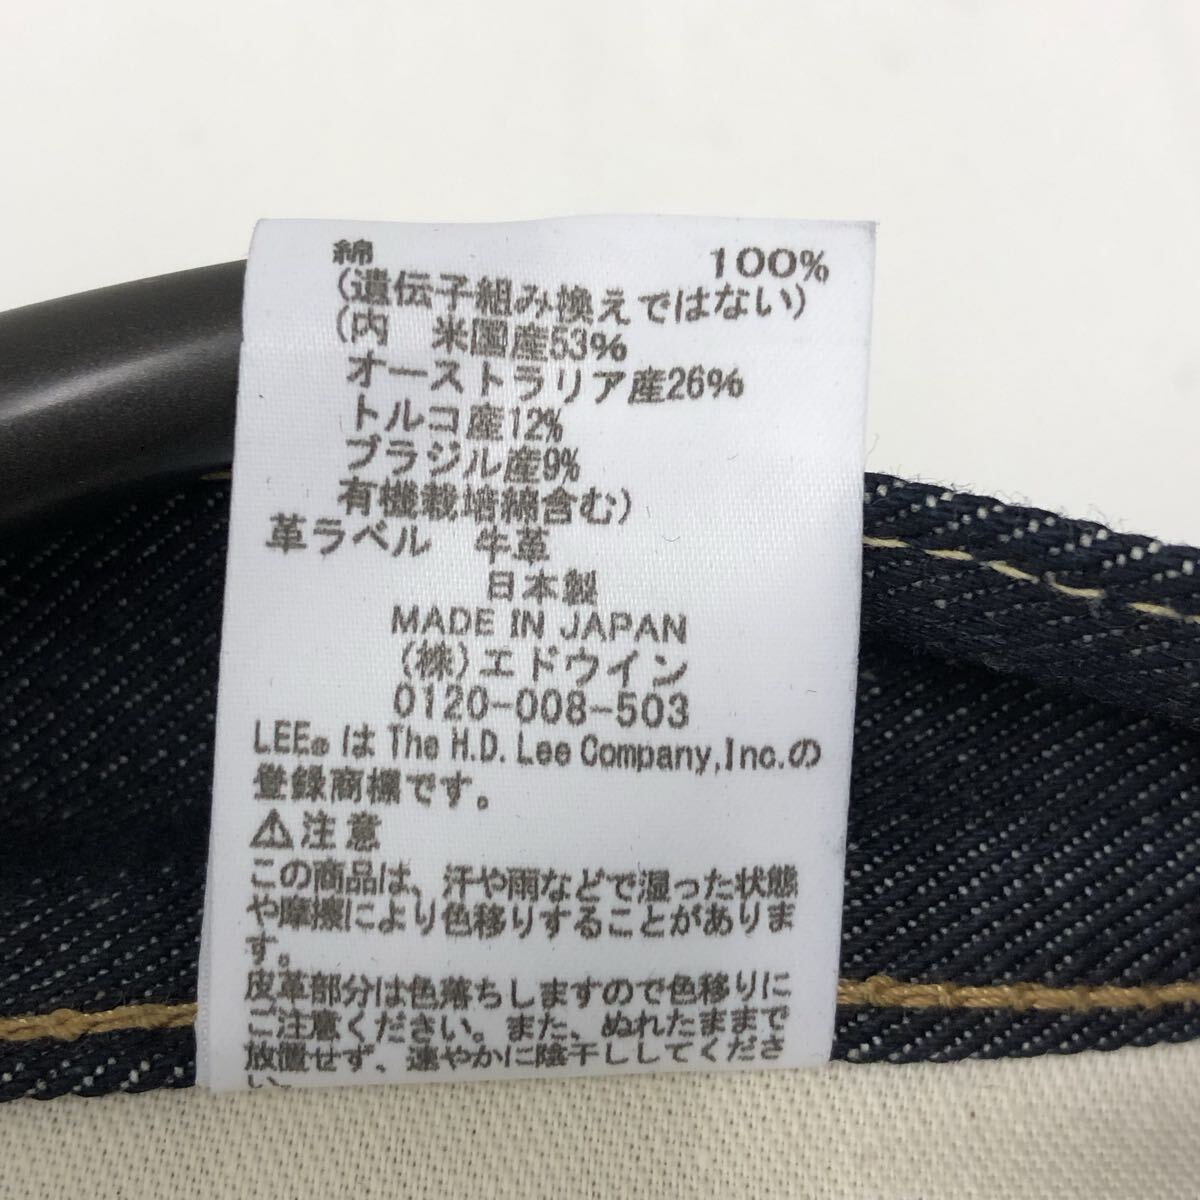 綿 100%
(遺伝子組み換えではない)
(内 米国産53%
オーストラリア産26%
トルコ産12%
ブラジル産9%
有機栽培綿含む)
革ラベル 牛革
日本製
MADE IN JAPAN
(株)エドウイン
0120-008-503
LEE®はThe H.D. Lee Company,Inc.の
登録商標です。
⚠注意
この商品は、汗や雨などで湿った状態
や摩擦により色移りすることがありま
す。
皮革部分は色落ちしますので色移りに
ご注意ください。また、ぬれたままで
放置せず、速やかに陰干ししてくださ
い。